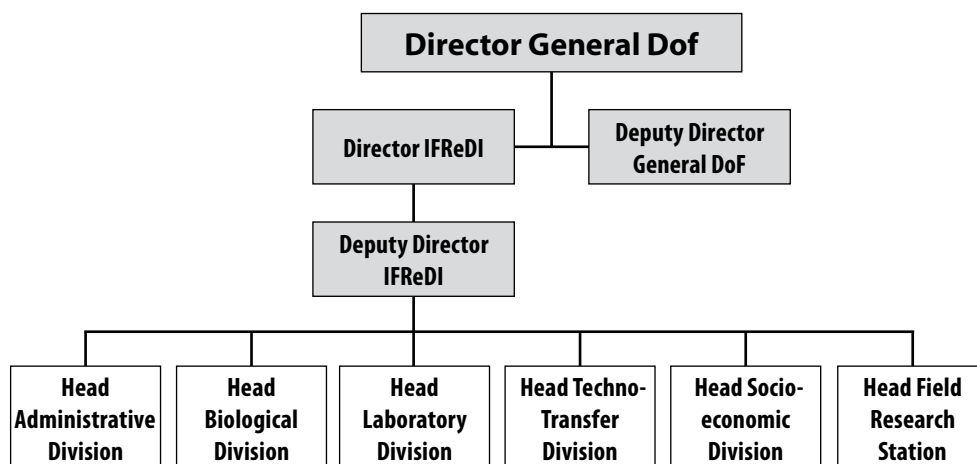 Director General Dof
Director IFReDI
Deputy Director
General DoF
Deputy Director
IFReDI
Head
Administrative
Division
Head
Biological
Division
Head
Laboratory
Division
Head Techno-
Transfer
Division
Head Socio-
economic
Division
Head Field
Research
Station